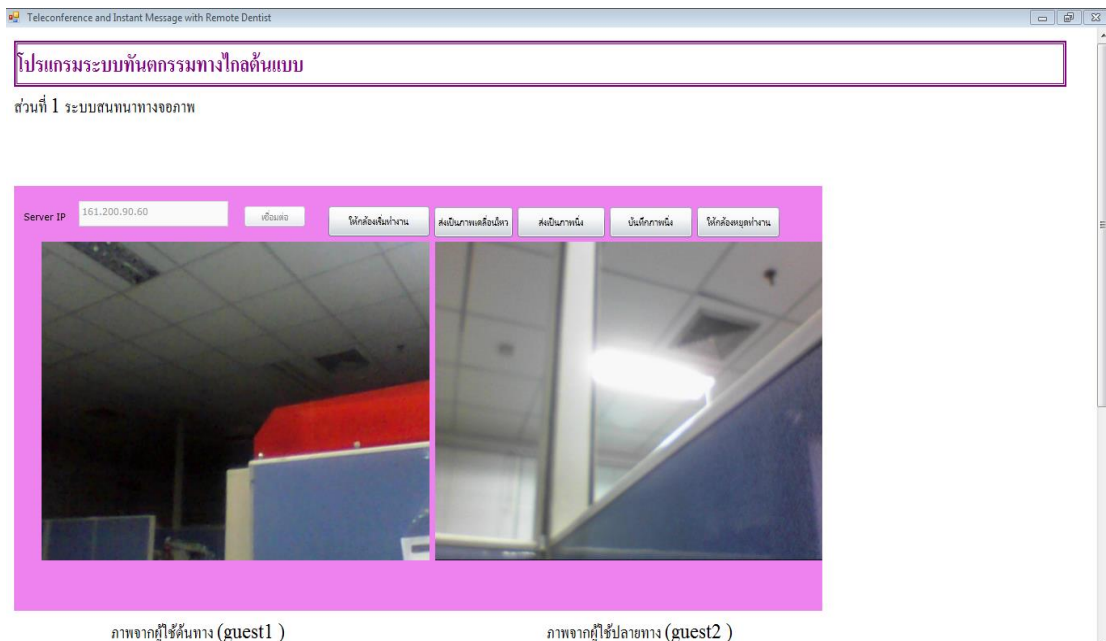 Teleconference and Instant Message with Remote Dentist
โปรแกรมระบบทันตกรรมทางไกลต้นแบบ
ส่วนที่ 1 ระบบสนทนาทางจอภาพ
Server IP 161.200.90.60 เชื่อมต่อ ให้กล้องเริ่มทำงาน ส่งเป็นภาพเคลื่อนไหว ส่งเป็นภาพนิ่ง บันทึกภาพนิ่ง ให้กล้องหยุดทำงาน
ภาพจากผู้ใช้ต้นทาง (guest1 ) ภาพจากผู้ใช้ปลายทาง (guest2 )